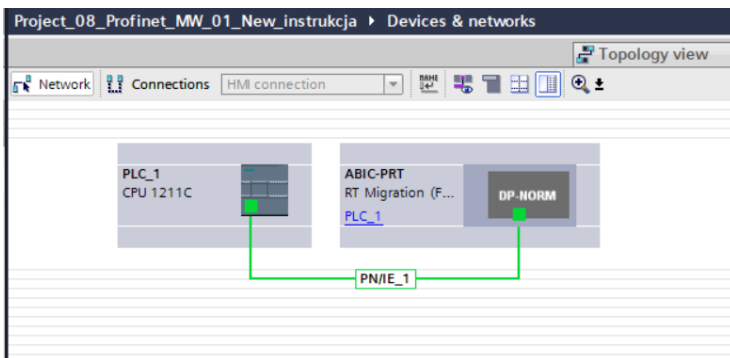 Project_08_Profinet_MW_01_New_instrukcja ▸ Devices & networks
Topology view
Network Connections HMI connection
PLC_1
CPU 1211C
ABIC-PRT
RT Migration (F...
PLC_1
DP-NORM
PN/IE_1